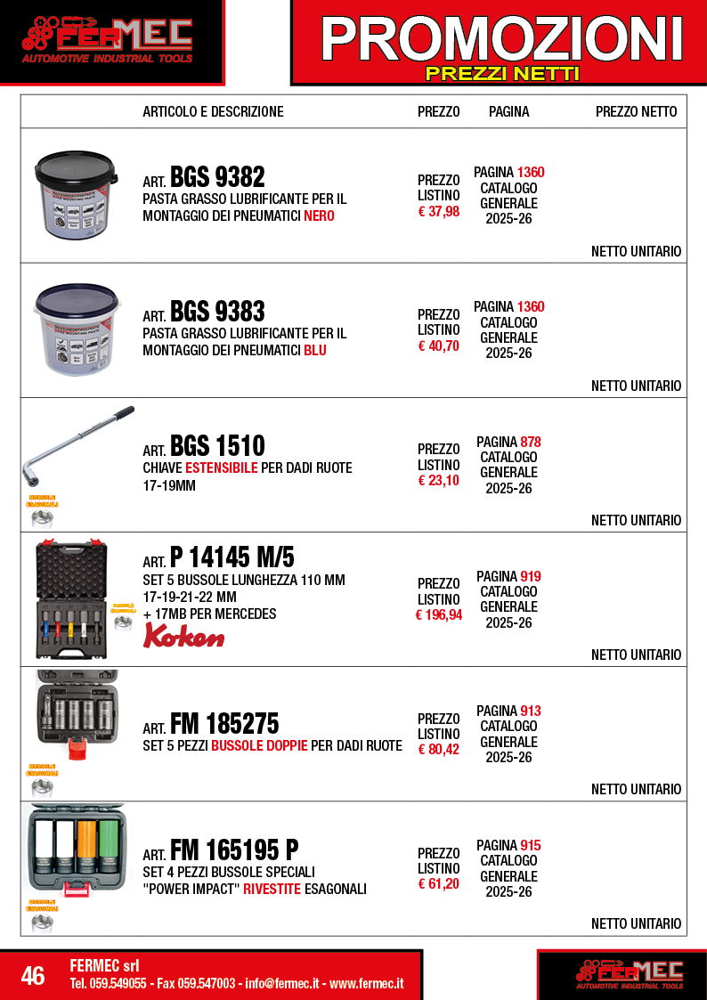 FERMEC
AUTOMOTIVE INDUSTRIAL TOOLS
PROMOZIONI
PREZZI NETTI
ARTICOLO E DESCRIZIONE PREZZO PAGINA PREZZO NETTO
ART. BGS 9382
PASTA GRASSO LUBRIFICANTE PER IL
MONTAGGIO DEI PNEUMATICI NERO
PREZZO
LISTINO
€ 37,98
PAGINA 1360
CATALOGO
GENERALE
2025-26
NETTO UNITARIO
ART. BGS 9383
PASTA GRASSO LUBRIFICANTE PER IL
MONTAGGIO DEI PNEUMATICI BLU
PREZZO
LISTINO
€ 40,70
PAGINA 1360
CATALOGO
GENERALE
2025-26
NETTO UNITARIO
BUSSOLE
ESAGONALI
ART. BGS 1510
CHIAVE ESTENSIBILE PER DADI RUOTE
17-19MM
PREZZO
LISTINO
€ 23,10
PAGINA 878
CATALOGO
GENERALE
2025-26
NETTO UNITARIO
BUSSOLE
ESAGONALI
ART. P 14145 M/5
SET 5 BUSSOLE LUNGHEZZA 110 MM
17-19-21-22 MM
+ 17MB PER MERCEDES
Koken
PREZZO
LISTINO
€ 196,94
PAGINA 919
CATALOGO
GENERALE
2025-26
NETTO UNITARIO
BUSSOLE
ESAGONALI
ART. FM 185275
SET 5 PEZZI BUSSOLE DOPPIE PER DADI RUOTE
PREZZO
LISTINO
€ 80,42
PAGINA 913
CATALOGO
GENERALE
2025-26
NETTO UNITARIO
BUSSOLE
ESAGONALI
ART. FM 165195 P
SET 4 PEZZI BUSSOLE SPECIALI
"POWER IMPACT" RIVESTITE ESAGONALI
PREZZO
LISTINO
€ 61,20
PAGINA 915
CATALOGO
GENERALE
2025-26
NETTO UNITARIO
46
FERMEC srl
Tel. 059.549055 - Fax 059.547003 - info@fermec.it - www.fermec.it
FERMEC
AUTOMOTIVE INDUSTRIAL TOOLS